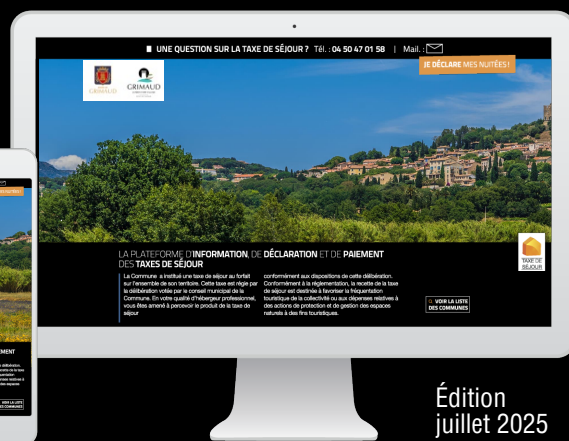 UNE QUESTION SUR LA TAXE DE SÉJOUR ? Tél. : 04 50 47 01 58 | Mail. :
JE DÉCLARE MES NUITÉES !
GRIMAUD
GRIMAUD
LA PLATEFORME D'INFORMATION, DE DÉCLARATION ET DE PAIEMENT
DES TAXES DE SÉJOUR
La Commune a institué une taxe de séjour au forfait
sur l'ensemble de son territoire. Cette taxe est régie par
la délibération votée par le conseil municipal de la
Commune. En votre qualité d'hébergeur professionnel,
vous êtes amené à percevoir le produit de la taxe de
séjour
conformément aux dispositions de cette délibération.
Conformément à la réglementation, la recette de la taxe
de séjour est destinée à favoriser la fréquentation
touristique de la collectivité ou aux dépenses relatives à
des actions de protection et de gestion des espaces
naturels à des fins touristiques.
TAXE DE
SÉJOUR
VOIR LA LISTE
DES COMMUNES
Édition
juillet 2025